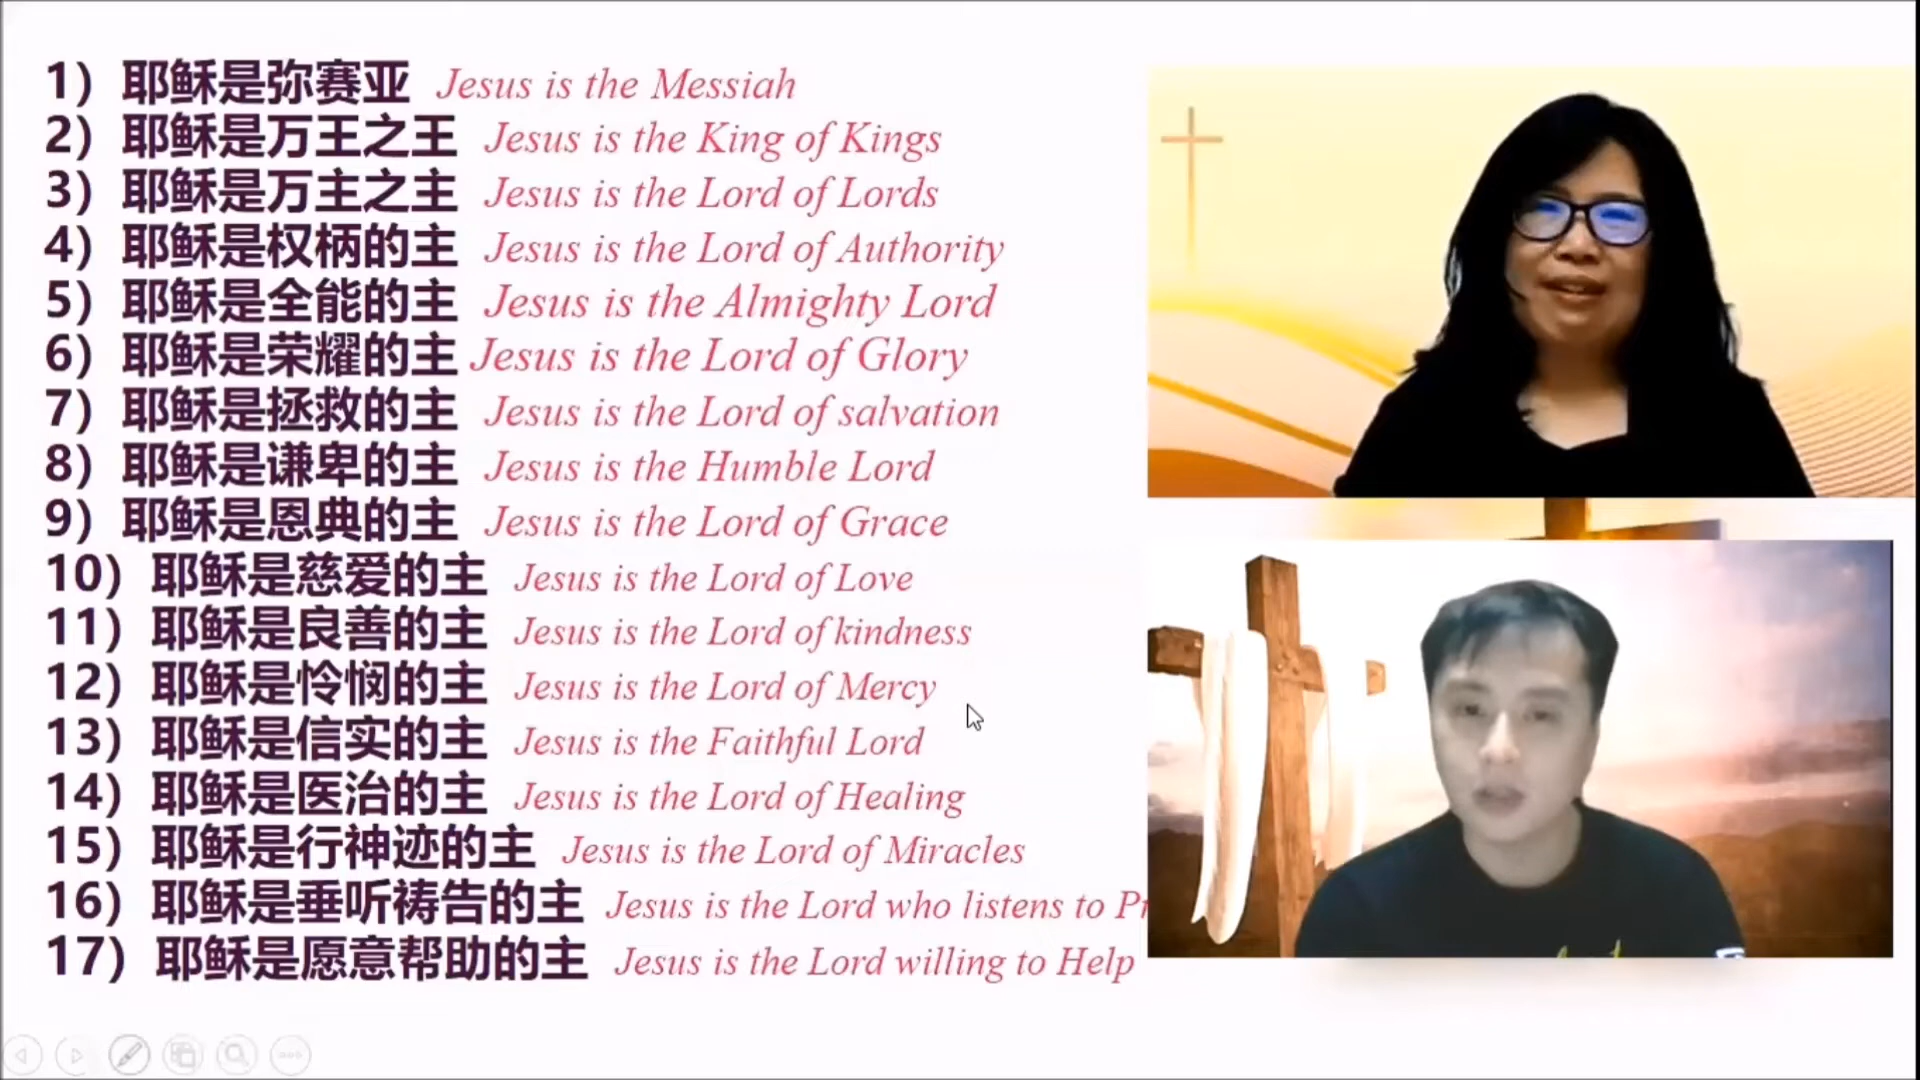 1) 耶稣是弥赛亚 Jesus is the Messiah
2) 耶稣是万王之王 Jesus is the King of Kings
3) 耶稣是万主之主 Jesus is the Lord of Lords
4) 耶稣是权柄的主 Jesus is the Lord of Authority
5) 耶稣是全能的主 Jesus is the Almighty Lord
6) 耶稣是荣耀的主 Jesus is the Lord of Glory
7) 耶稣是拯救的主 Jesus is the Lord of salvation
8) 耶稣是谦卑的主 Jesus is the Humble Lord
9) 耶稣是恩典的主 Jesus is the Lord of Grace
10) 耶稣是慈爱的主 Jesus is the Lord of Love
11) 耶稣是良善的主 Jesus is the Lord of kindness
12) 耶稣是怜悯的主 Jesus is the Lord of Mercy
13) 耶稣是信实的主 Jesus is the Faithful Lord
14) 耶稣是医治的主 Jesus is the Lord of Healing
15) 耶稣是行神迹的主 Jesus is the Lord of Miracles
16) 耶稣是垂听祷告的主 Jesus is the Lord who listens to
17) 耶稣是愿意帮助的主 Jesus is the Lord willing to Help